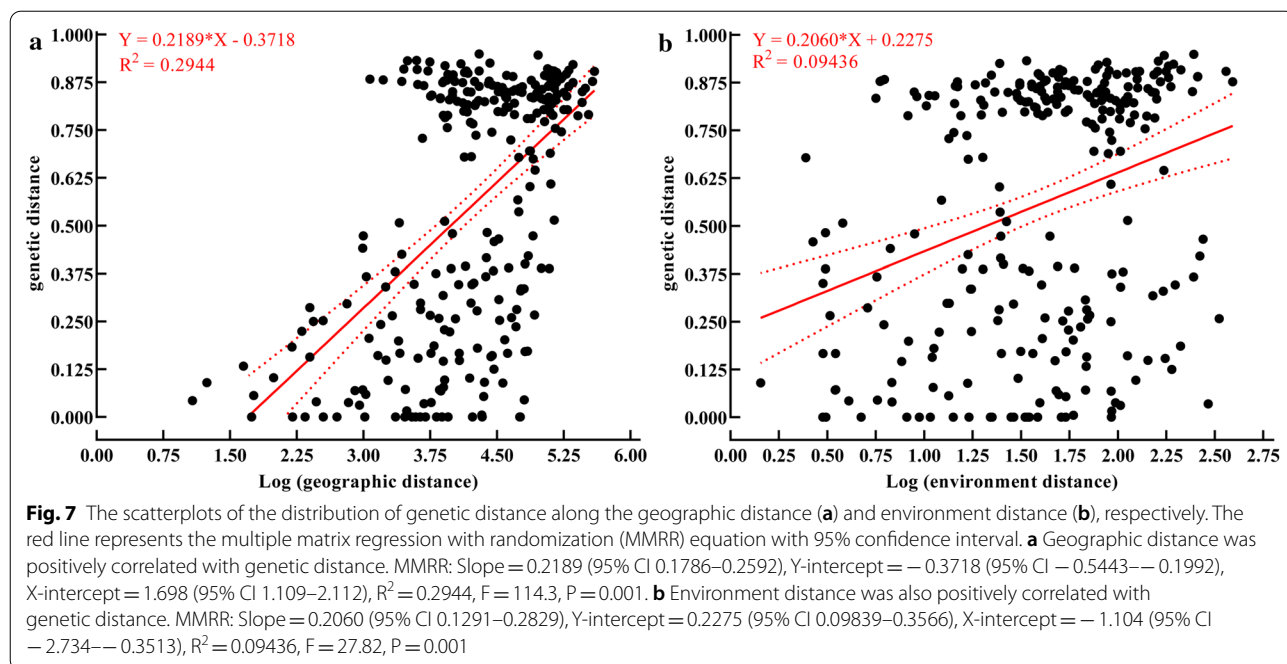 a
Y = 0.2189*X - 0.3718
R² = 0.2944
1.000
0.875
0.750
0.625
0.500
0.375
0.250
0.125
0.000
genetic distance
0.00 0.75 1.50 2.25 3.00 3.75 4.50 5.25 6.00
Log (geographic distance)
b
Y = 0.2060*X + 0.2275
R² = 0.09436
1.000
0.875
0.750
0.625
0.500
0.375
0.250
0.125
0.000
genetic distance
0.00 0.25 0.50 0.75 1.00 1.25 1.50 1.75 2.00 2.25 2.50 2.75
Log (environment distance)
Fig. 7 The scatterplots of the distribution of genetic distance along the geographic distance (a) and environment distance (b), respectively. The
red line represents the multiple matrix regression with randomization (MMRR) equation with 95% confidence interval. a Geographic distance was
positively correlated with genetic distance. MMRR: Slope = 0.2189 (95% CI 0.1786–0.2592), Y-intercept = − 0.3718 (95% CI − 0.5443–− 0.1992),
X-intercept = 1.698 (95% CI 1.109–2.112), R² = 0.2944, F = 114.3, P = 0.001. b Environment distance was also positively correlated with
genetic distance. MMRR: Slope = 0.2060 (95% CI 0.1291–0.2829), Y-intercept = 0.2275 (95% CI 0.09839–0.3566), X-intercept = − 1.104 (95% CI
− 2.734–− 0.3513), R² = 0.09436, F = 27.82, P = 0.001